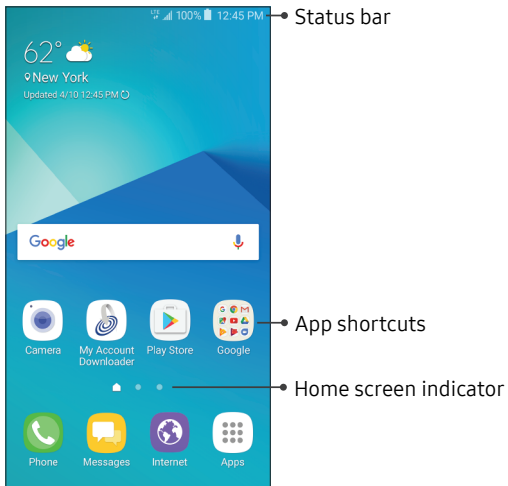 LTE 100% 12:45 PM
Status bar
62°
New York
Updated 4/10 12:45 PM
Google
App shortcuts
Camera My Account Downloader Play Store Google
Home screen indicator
Phone Messages Internet Apps